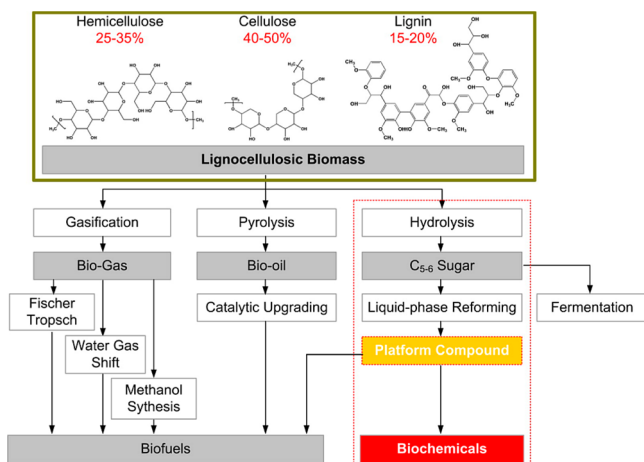 Hemicellulose
25-35%
Cellulose
40-50%
Lignin
15-20%
Lignocellulosic Biomass
Gasification
Pyrolysis
Hydrolysis
Bio-Gas
Bio-oil
C5-6 Sugar
Fischer
Tropsch
Catalytic Upgrading
Liquid-phase Reforming
Fermentation
Water Gas
Shift
Platform Compound
Methanol
Sythesis
Biofuels
Biochemicals